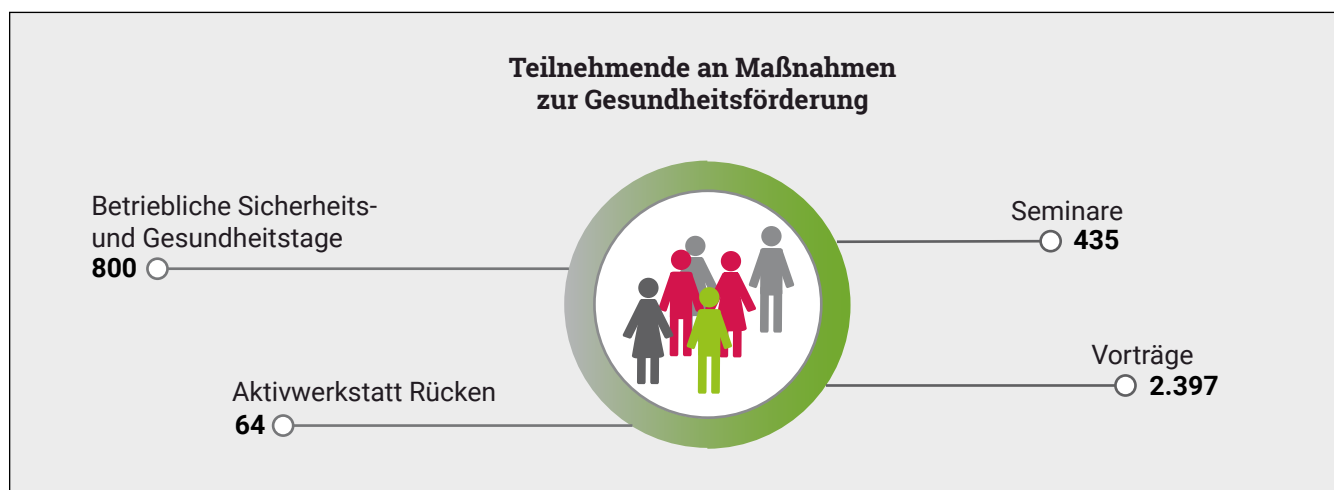 Teilnehmende an Maßnahmen
zur Gesundheitsförderung
Betriebliche Sicherheits-
und Gesundheitstage
800
Aktivwerkstatt Rücken
64
Seminare
435
Vorträge
2.397